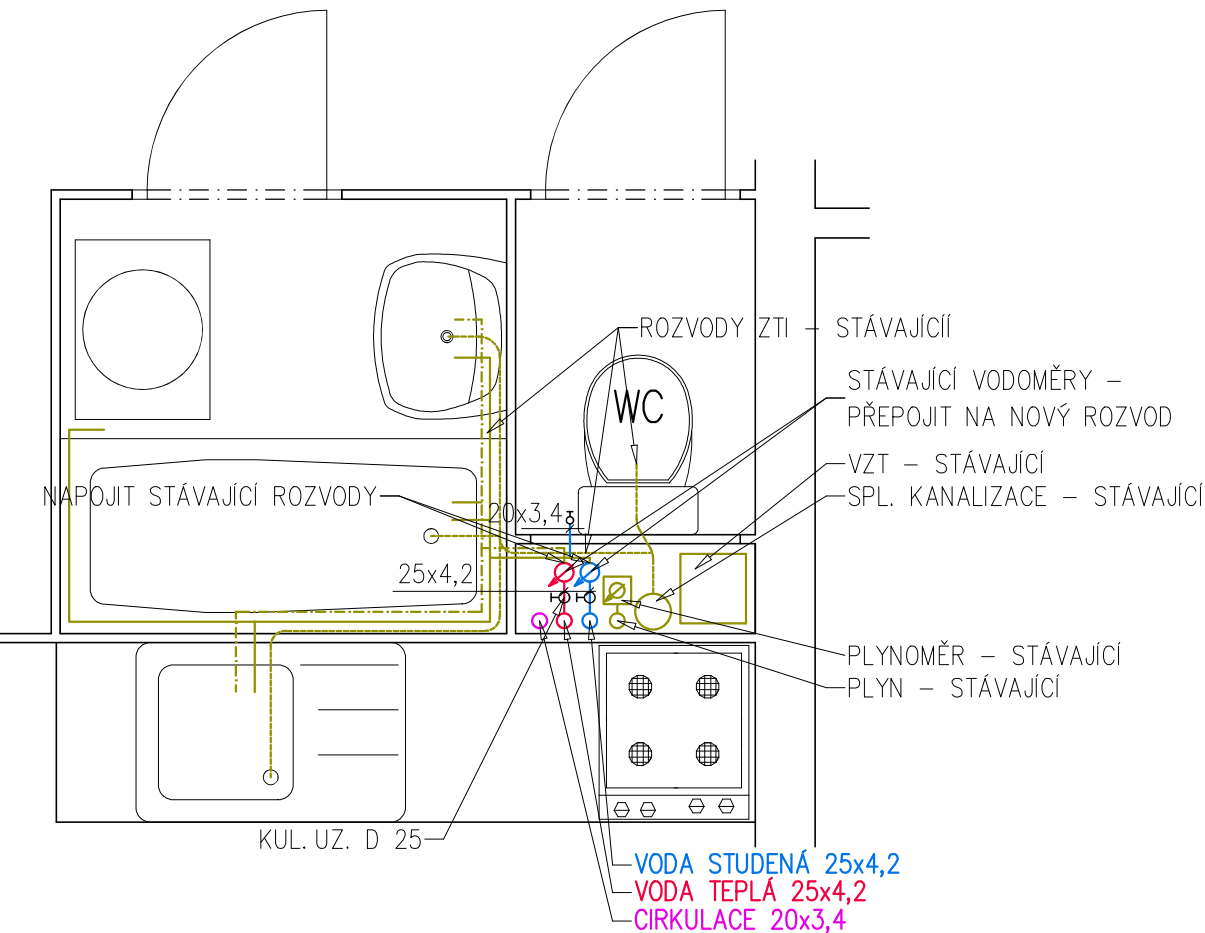 ROZVODY ZTI – STÁVAJÍCÍÍ
STÁVAJÍCÍ VODOMĚRY –
PŘEPOJIT NA NOVÝ ROZVOD
WC
VZT – STÁVAJÍCÍ
NAPOJIT STÁVAJÍCÍ ROZVODY
SPL. KANALIZACE – STÁVAJÍCÍ
20x3,4
25x4,2
PLYNOMĚR – STÁVAJÍCÍ
PLYN – STÁVAJÍCÍ
KUL. UZ. D 25
VODA STUDENÁ 25x4,2
VODA TEPLÁ 25x4,2
CIRKULACE 20x3,4